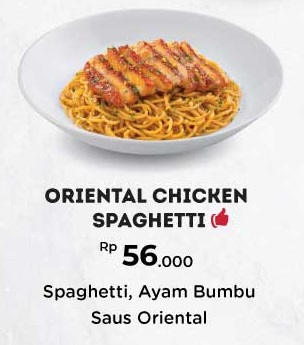 ORIENTAL CHICKEN
SPAGHETTI
Rp 56.000
Spaghetti, Ayam Bumbu
Saus Oriental